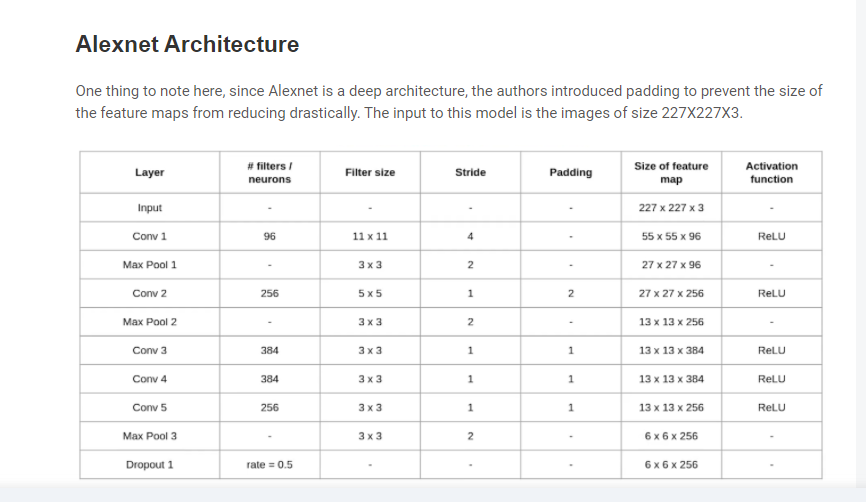 Alexnet Architecture
One thing to note here, since Alexnet is a deep architecture, the authors introduced padding to prevent the size of
the feature maps from reducing drastically. The input to this model is the images of size 227X227X3.
Layer # filters / neurons Filter size Stride Padding Size of feature map Activation function
Input - - - - 227 x 227 x 3 -
Conv 1 96 11 x 11 4 - 55 x 55 x 96 ReLU
Max Pool 1 - 3 x 3 2 - 27 x 27 x 96 -
Conv 2 256 5 x 5 1 2 27 x 27 x 256 ReLU
Max Pool 2 - 3 x 3 2 - 13 x 13 x 256 -
Conv 3 384 3 x 3 1 1 13 x 13 x 384 ReLU
Conv 4 384 3 x 3 1 1 13 x 13 x 384 ReLU
Conv 5 256 3 x 3 1 1 13 x 13 x 256 ReLU
Max Pool 3 - 3 x 3 2 - 6 x 6 x 256 -
Dropout 1 rate = 0.5 - - - 6 x 6 x 256 -